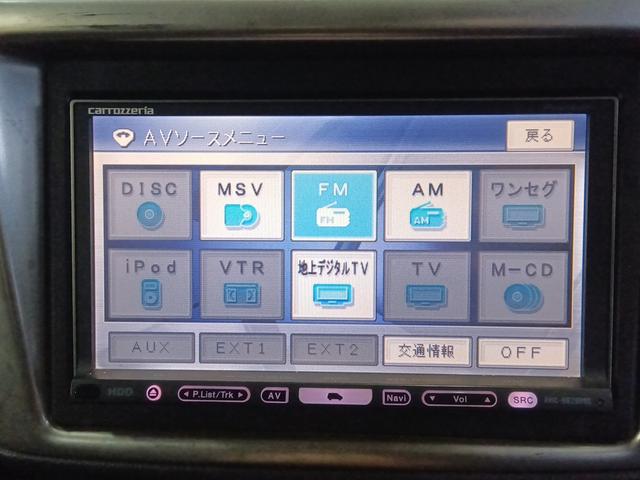 carrozzeria
AVソースメニュー
戻る
DISC
MSV
FM
AM
ワンセグ
FM
AM
iPod
VTR
地上デジタルTV
TV
M-CD
AUX
EXT1
EXT2
交通情報
OFF
HDD
◄ P.List/Trk ►
AV
Navi
▼ Vol ▲
SRC